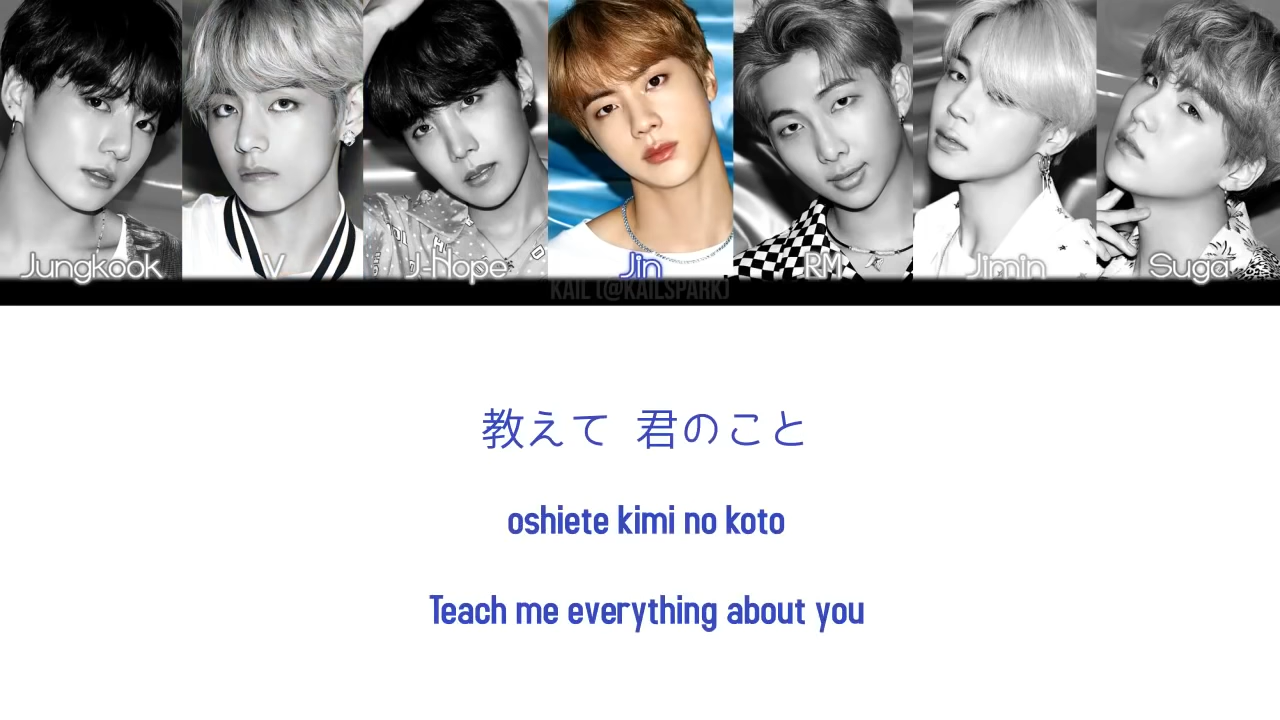 Jungkook V J-Hope Jin RM Jimin Suga
KAIL (@KAILSPARK)
教えて 君のこと
oshiete kimi no koto
Teach me everything about you